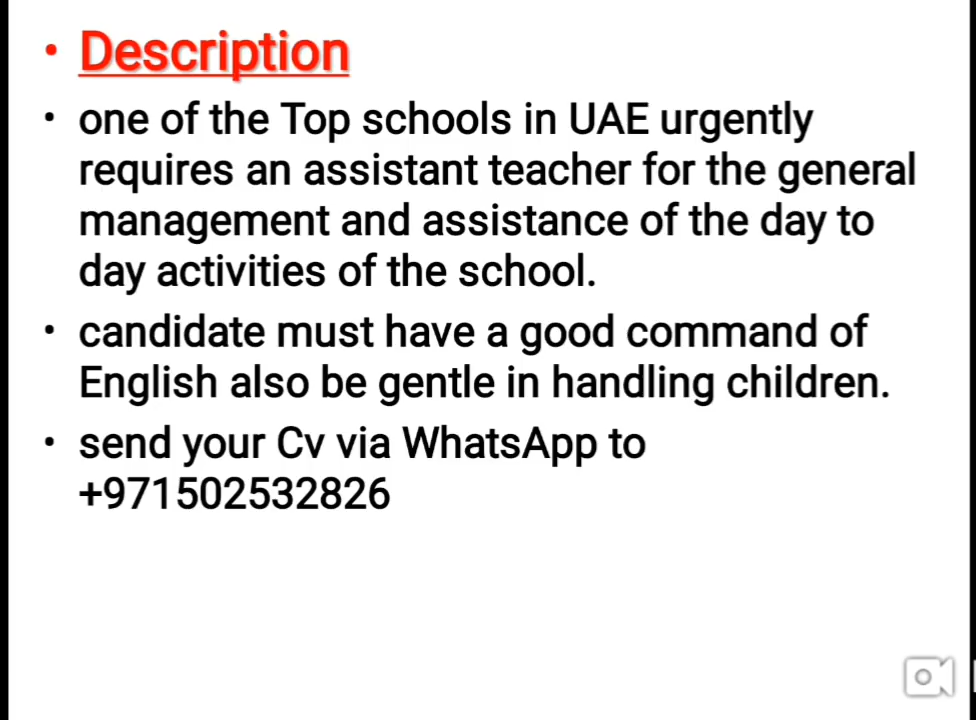 • Description
• one of the Top schools in UAE urgently
requires an assistant teacher for the general
management and assistance of the day to
day activities of the school.
• candidate must have a good command of
English also be gentle in handling children.
• send your Cv via WhatsApp to
+971502532826